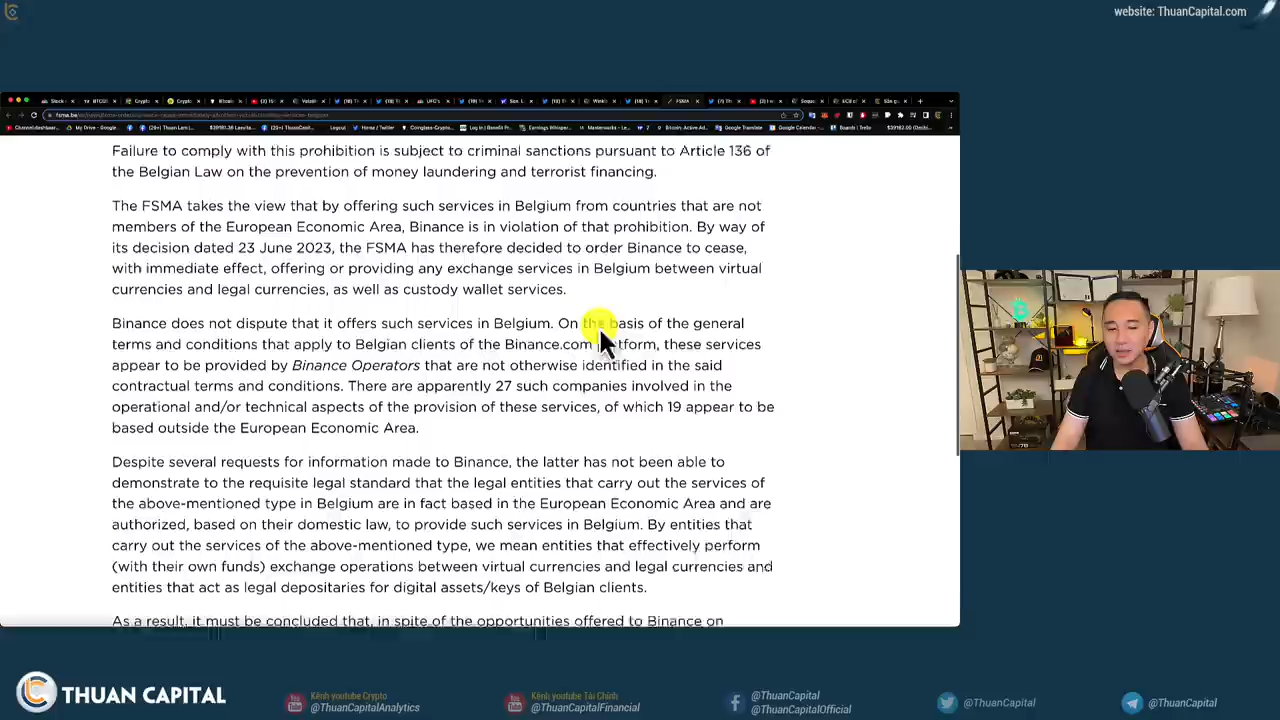 website: ThuanCapital.com
Failure to comply with this prohibition is subject to criminal sanctions pursuant to Article 136 of
the Belgian Law on the prevention of money laundering and terrorist financing.
The FSMA takes the view that by offering such services in Belgium from countries that are not
members of the European Economic Area, Binance is in violation of that prohibition. By way of
its decision dated 23 June 2023, the FSMA has therefore decided to order Binance to cease,
with immediate effect, offering or providing any exchange services in Belgium between virtual
currencies and legal currencies, as well as custody wallet services.
Binance does not dispute that it offers such services in Belgium. On the basis of the general
terms and conditions that apply to Belgian clients of the Binance.com platform, these services
appear to be provided by Binance Operators that are not otherwise identified in the said
contractual terms and conditions. There are apparently 27 such companies involved in the
operational and/or technical aspects of the provision of these services, of which 19 appear to be
based outside the European Economic Area.
Despite several requests for information made to Binance, the latter has not been able to
demonstrate to the requisite legal standard that the legal entities that carry out the services of
the above-mentioned type in Belgium are in fact based in the European Economic Area and are
authorized, based on their domestic law, to provide such services in Belgium. By entities that
carry out the services of the above-mentioned type, we mean entities that effectively perform
(with their own funds) exchange operations between virtual currencies and legal currencies and
entities that act as legal depositaries for digital assets/keys of Belgian clients.
As a result, it must be concluded that, in spite of the opportunities offered to Binance on
THUAN CAPITAL
Kênh youtube Crypto
@ThuanCapitalAnalytics
Kênh youtube Tài Chính
@ThuanCapitalFinancial
@ThuanCapital
@ThuanCapitalOfficial
@ThuanCapital
@ThuanCapital